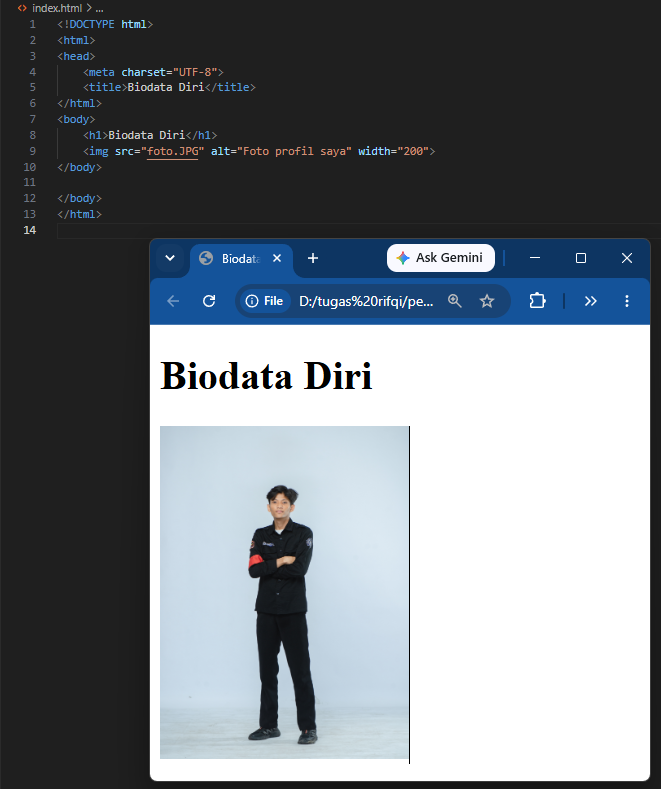 index.html > ...
1 <!DOCTYPE html>
2 <html>
3 <head>
4 <meta charset="UTF-8">
5 <title>Biodata Diri</title>
6 </html>
7 <body>
8 <h1>Biodata Diri</h1>
9 <img src="foto.JPG" alt="Foto profil saya" width="200">
10 </body>
11
12 </body>
13 </html>
14
Biodata
Ask Gemini
File D:/tugas%20rifqi/pe...
Biodata Diri